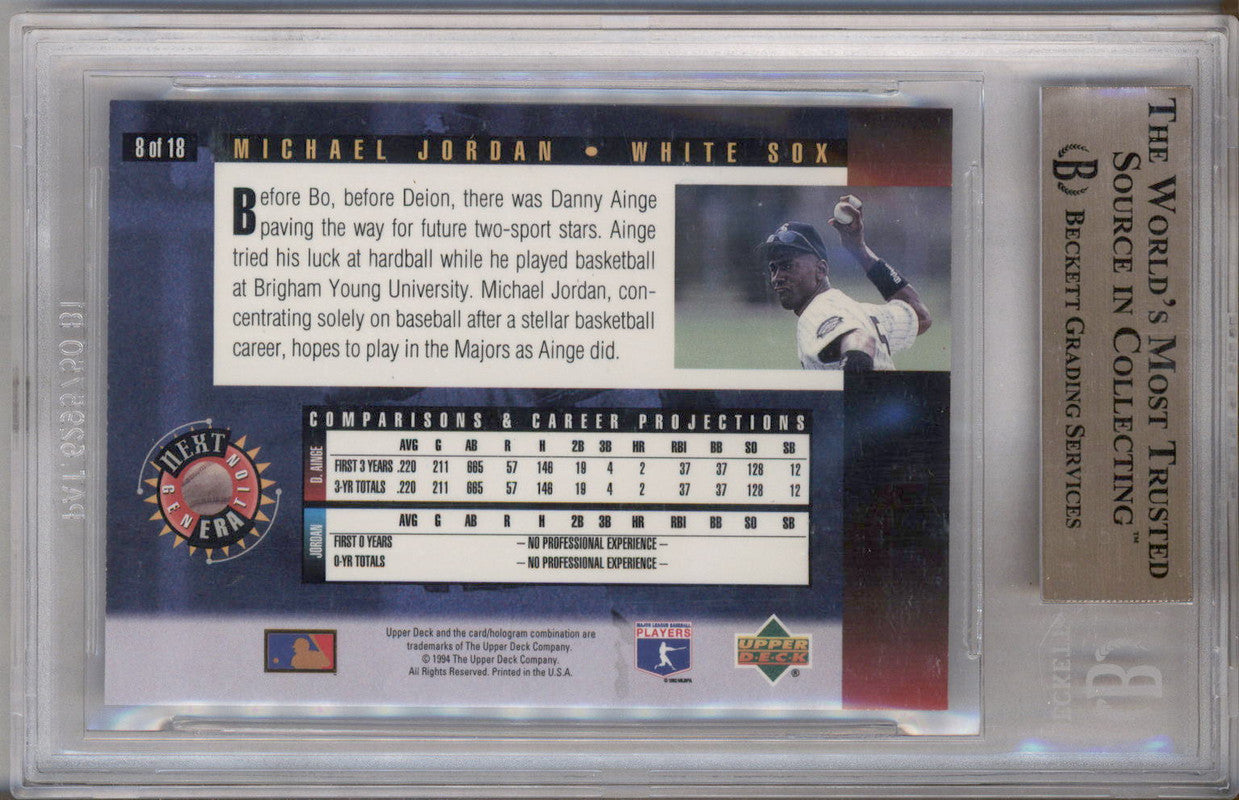 8 of 18
MICHAEL JORDAN • WHITE SOX
Before Bo, before Deion, there was Danny Ainge
paving the way for future two-sport stars. Ainge
tried his luck at hardball while he played basketball
at Brigham Young University. Michael Jordan, con-
centrating solely on baseball after a stellar basketball
career, hopes to play in the Majors as Ainge did.
COMPARISONS & CAREER PROJECTIONS
D. AINGE
AVG G AB R H 2B 3B HR RBI BB SO SB
FIRST 3 YEARS .220 211 665 57 146 19 4 2 37 37 128 12
3-YR TOTALS .220 211 665 57 146 19 4 2 37 37 128 12
JORDAN
AVG G AB R H 2B 3B HR RBI BB SO SB
FIRST 0 YEARS – NO PROFESSIONAL EXPERIENCE –
0-YR TOTALS – NO PROFESSIONAL EXPERIENCE –
NEXT
GENERATION
Upper Deck and the card/hologram combination are
trademarks of The Upper Deck Company.
© 1994 The Upper Deck Company.
All Rights Reserved. Printed in the U.S.A.
MAJOR LEAGUE BASEBALL
PLAYERS
UPPER
DECK
®
THE WORLD'S MOST TRUSTED
SOURCE IN COLLECTING™
B
BECKETT GRADING SERVICES
B